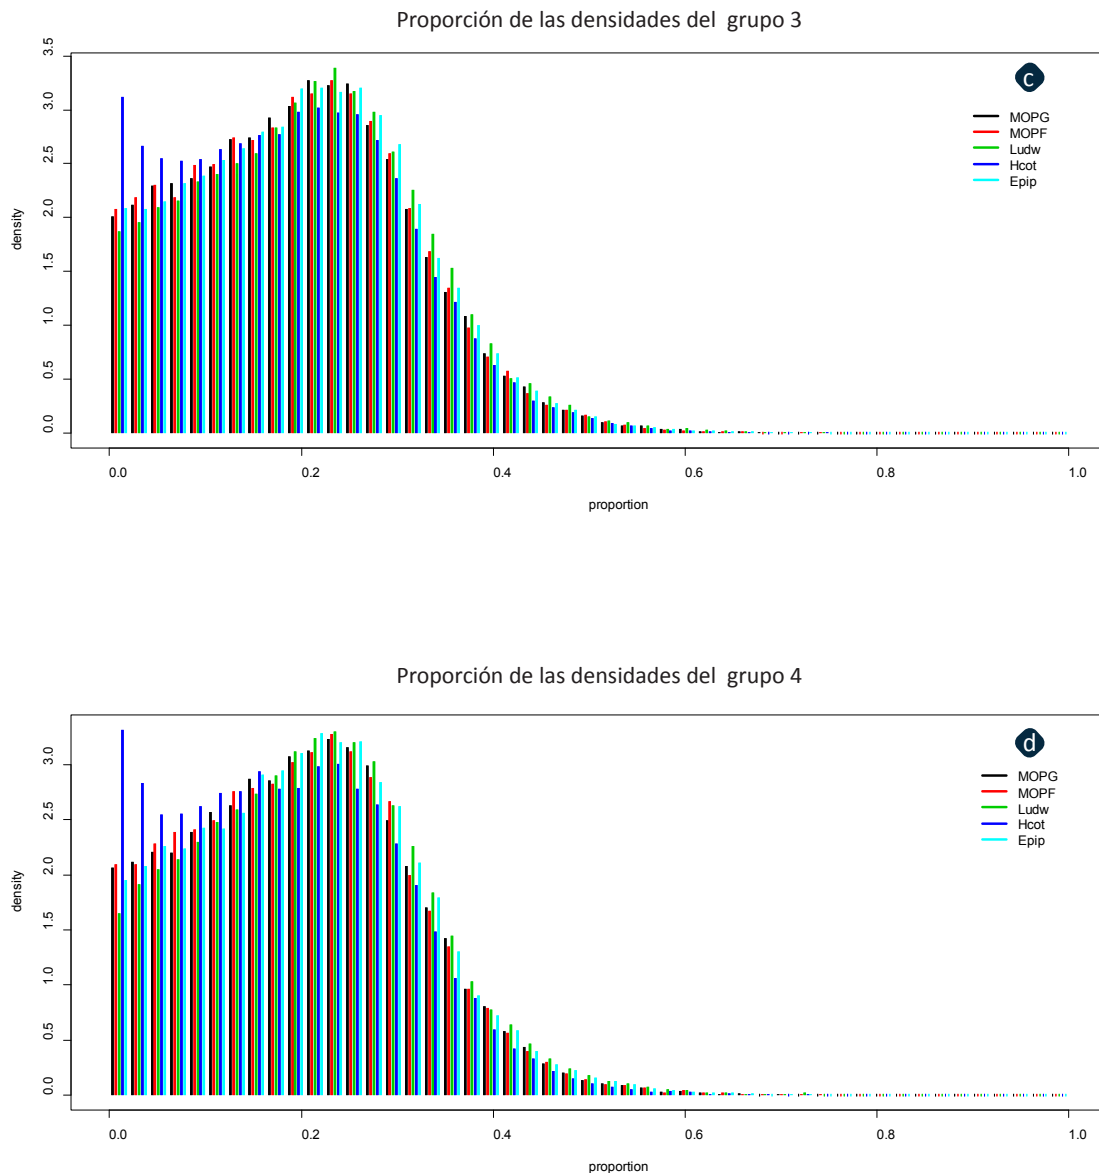 Proporción de las densidades del grupo 3
c
MOPG
MOPF
Ludw
Hcot
Epip
3.5
3.0
2.5
2.0
1.5
1.0
0.5
0.0
density
0.0 0.2 0.4 0.6 0.8 1.0
proportion
Proporción de las densidades del grupo 4
d
MOPG
MOPF
Ludw
Hcot
Epip
3.0
2.5
2.0
1.5
1.0
0.5
0.0
density
0.0 0.2 0.4 0.6 0.8 1.0
proportion